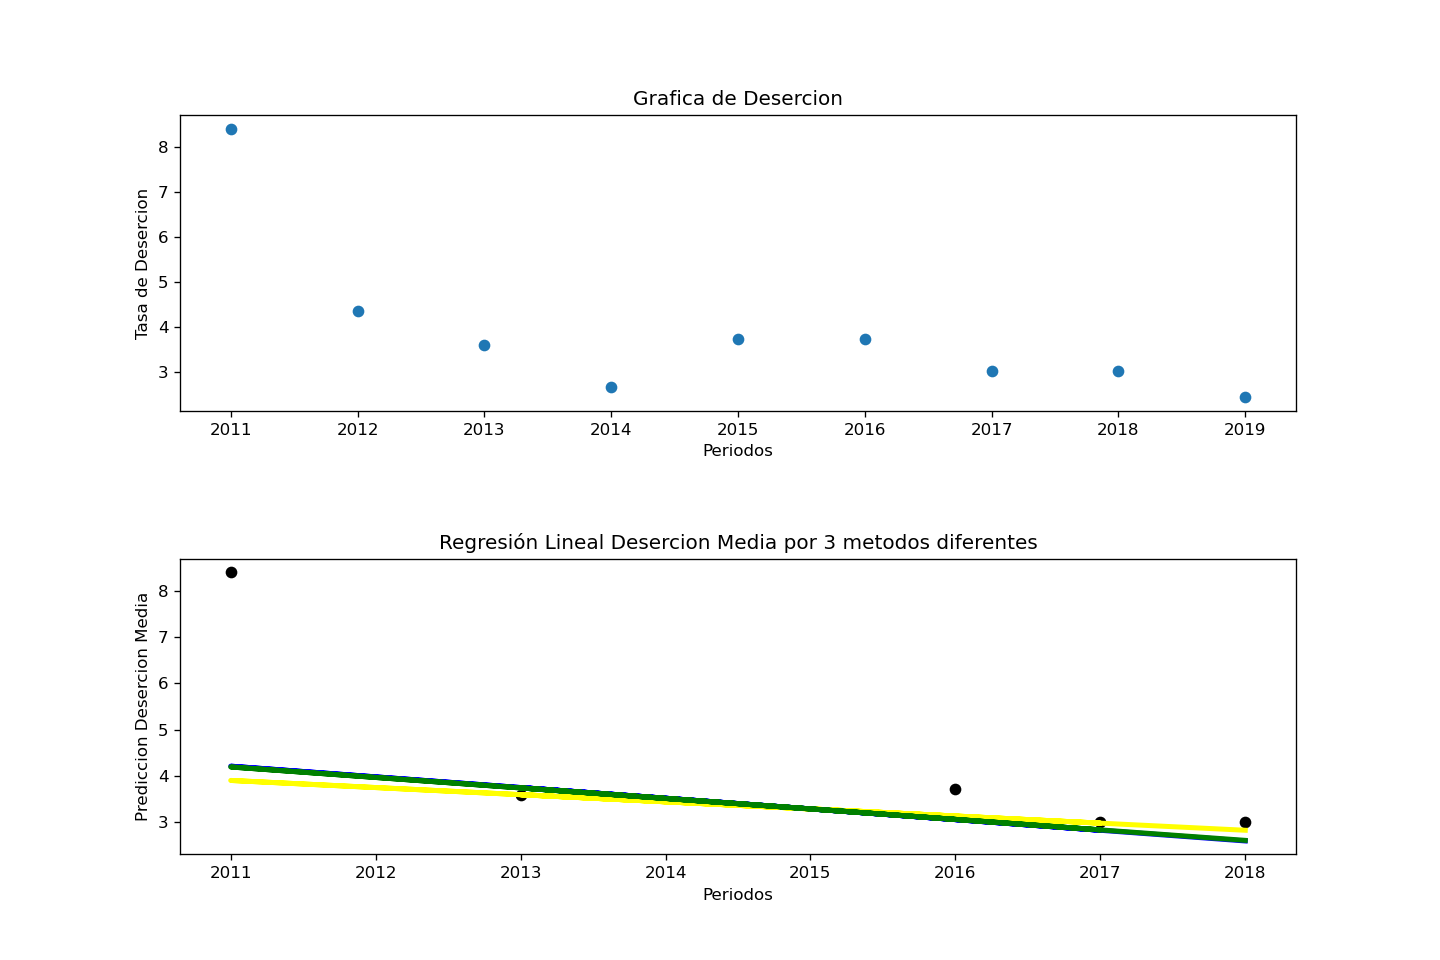 Grafica de Desercion
Tasa de Desercion
8
7
6
5
4
3
2011 2012 2013 2014 2015 2016 2017 2018 2019
Periodos
Regresión Lineal Desercion Media por 3 metodos diferentes
Prediccion Desercion Media
8
7
6
5
4
3
2011 2012 2013 2014 2015 2016 2017 2018
Periodos